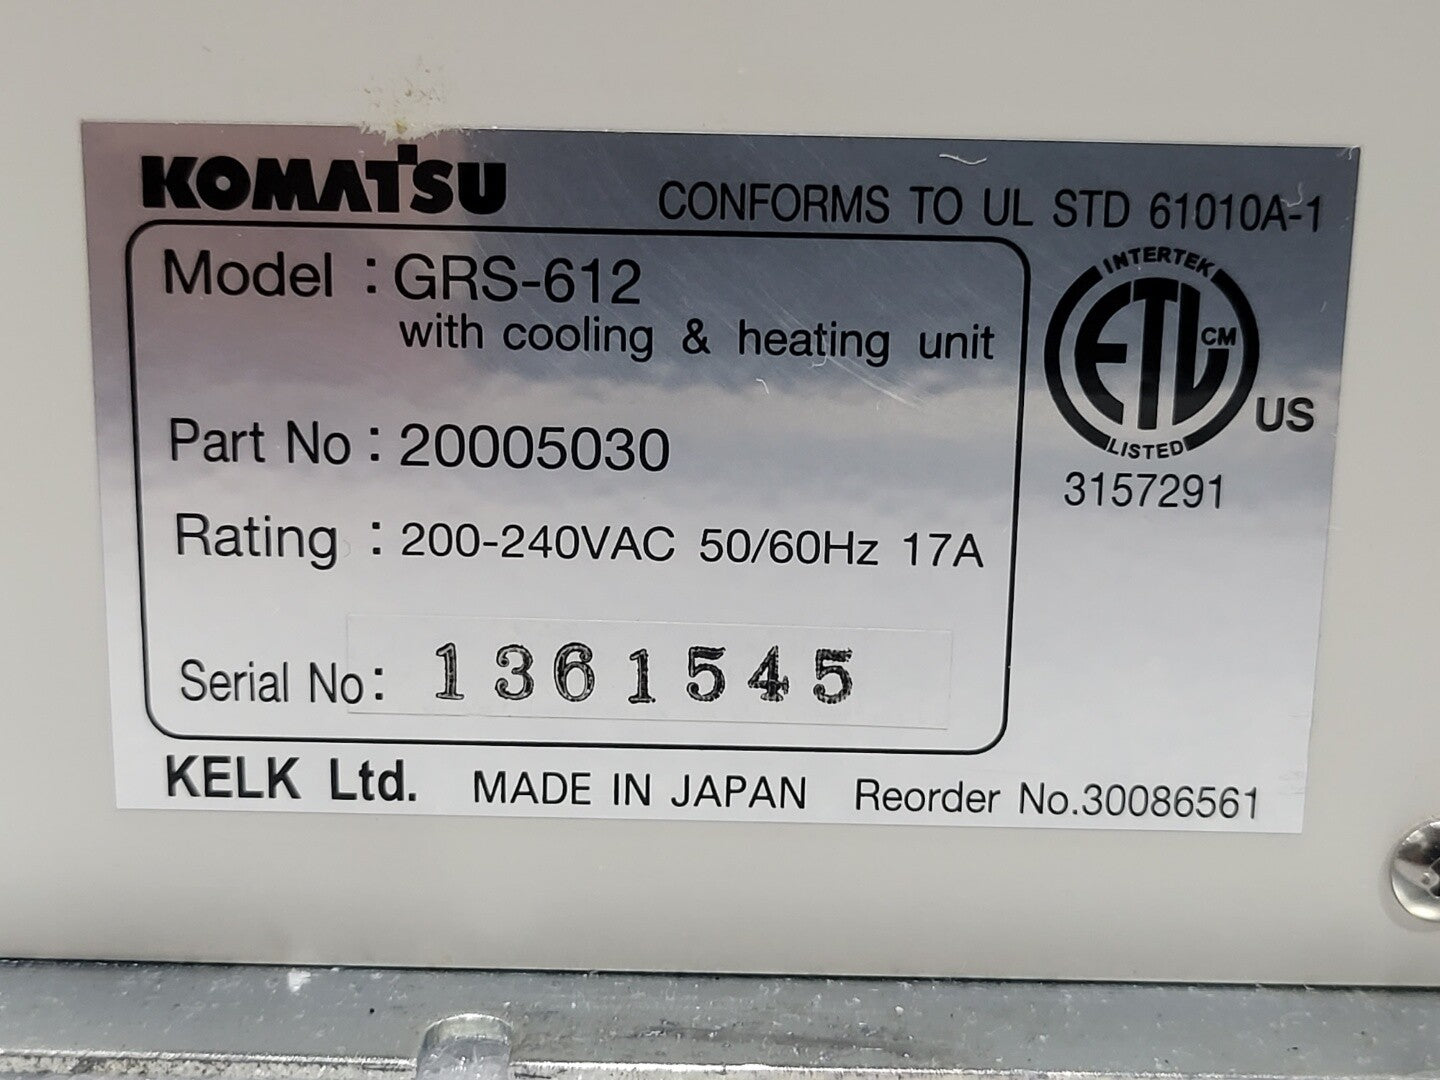 KOMATSU
CONFORMS TO UL STD 61010A-1
Model : GRS-612
with cooling & heating unit
Part No : 20005030
Rating : 200-240VAC 50/60Hz 17A
Serial No: 1361545
INTERTEK
ETL CM
LISTED
US
3157291
KELK Ltd. MADE IN JAPAN Reorder No.30086561